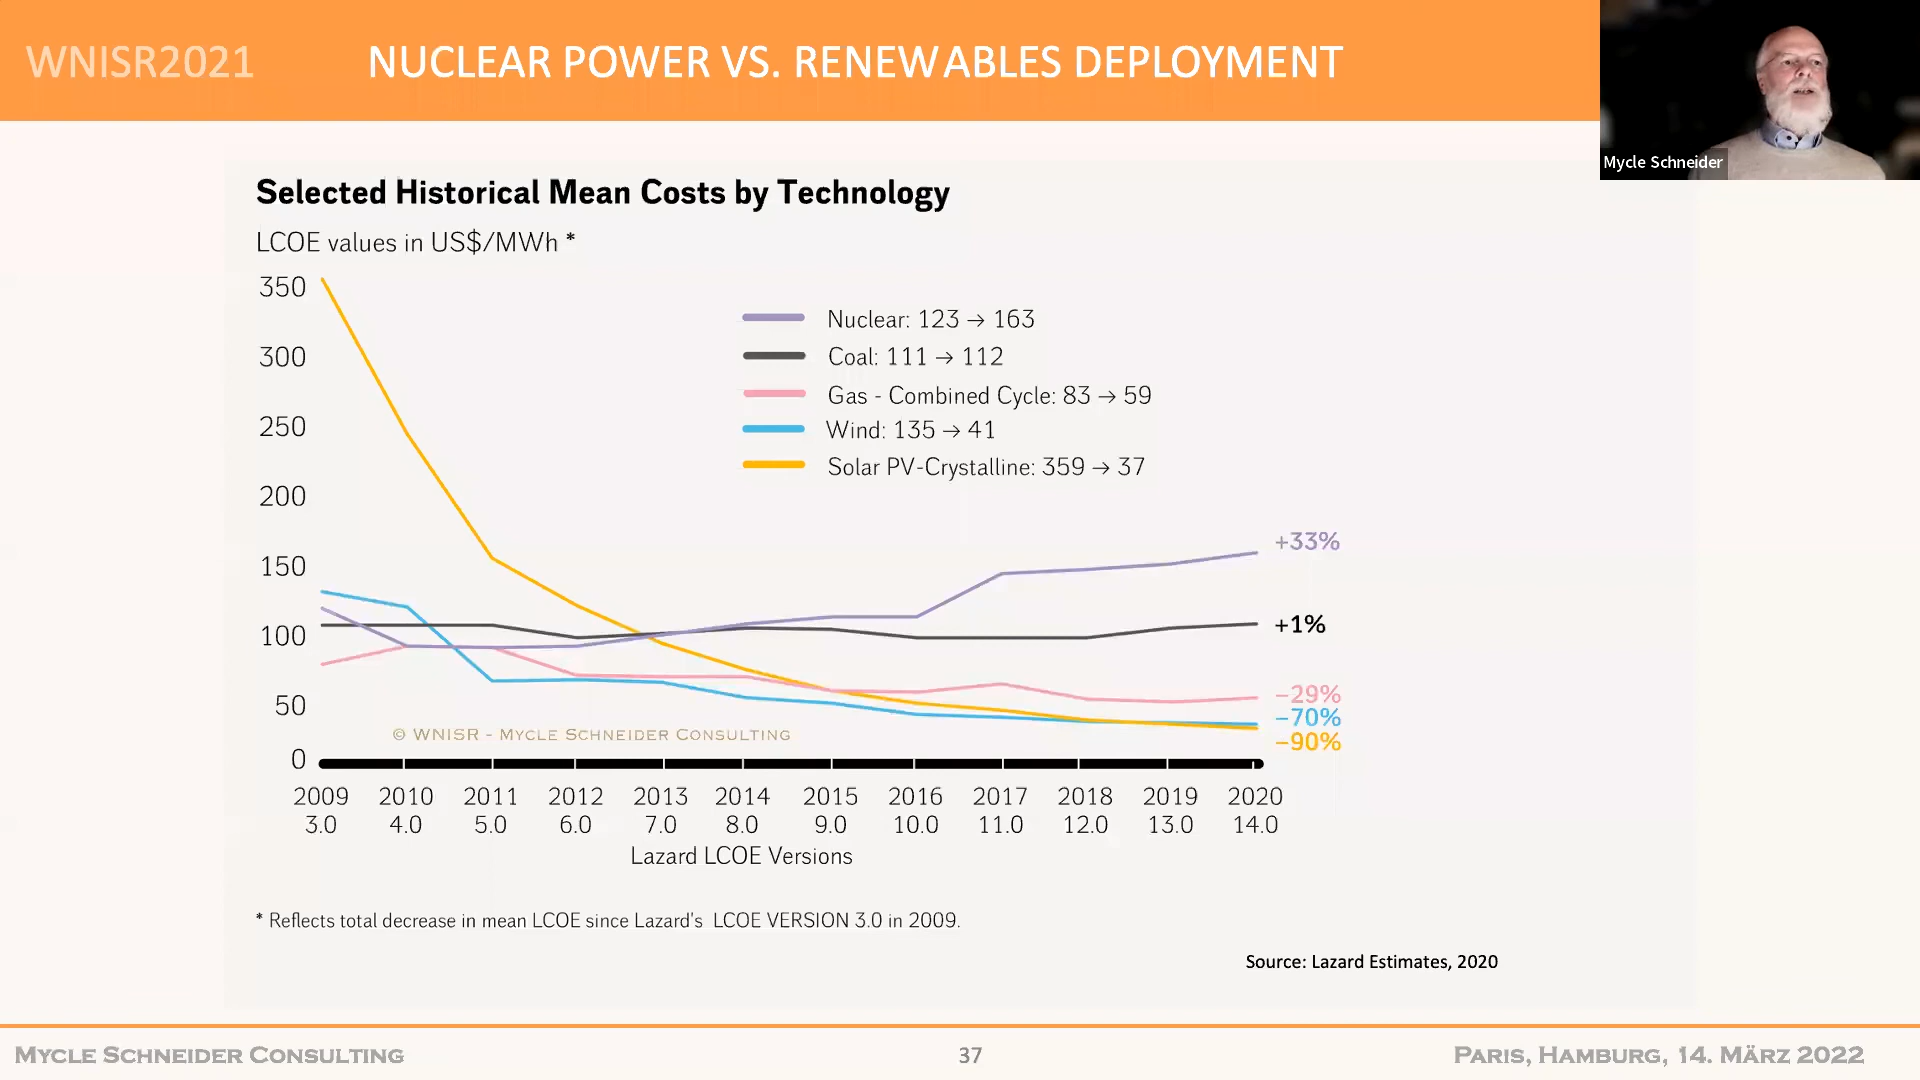 WNISR2021
NUCLEAR POWER VS. RENEWABLES DEPLOYMENT
Mycle Schneider
Selected Historical Mean Costs by Technology
LCOE values in US$/MWh *
350
300
250
200
150
100
50
0
Nuclear: 123 → 163
Coal: 111 → 112
Gas - Combined Cycle: 83 → 59
Wind: 135 → 41
Solar PV-Crystalline: 359 → 37
+33%
+1%
−29%
−70%
−90%
© WNISR - MYCLE SCHNEIDER CONSULTING
2009 2010 2011 2012 2013 2014 2015 2016 2017 2018 2019 2020
3.0 4.0 5.0 6.0 7.0 8.0 9.0 10.0 11.0 12.0 13.0 14.0
Lazard LCOE Versions
* Reflects total decrease in mean LCOE since Lazard's LCOE VERSION 3.0 in 2009.
Source: Lazard Estimates, 2020
MYCLE SCHNEIDER CONSULTING
37
PARIS, HAMBURG, 14. MÄRZ 2022